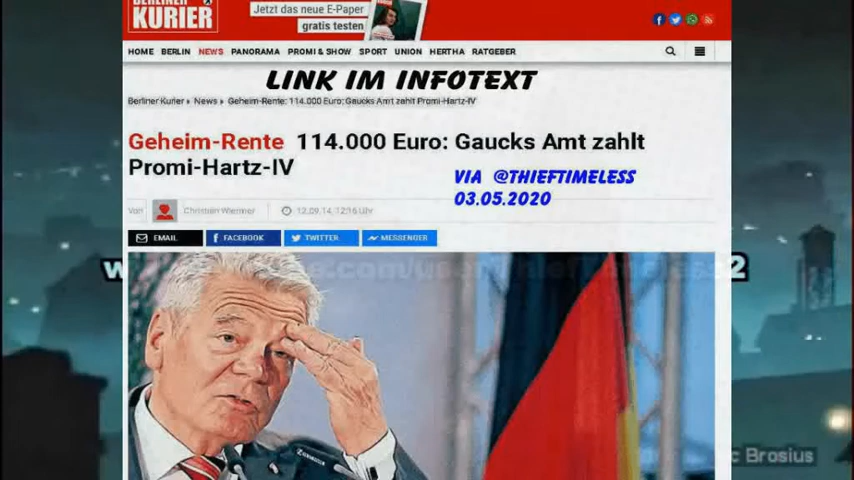 BERLINER
KURIER
Jetzt das neue E-Paper
gratis testen
HOME BERLIN NEWS PANORAMA PROMI & SHOW SPORT UNION HERTHA RATGEBER
LINK IM INFOTEXT
Berliner Kurier News Geheim-Rente: 114.000 Euro: Gaucks Amt zahlt Promi-Hartz-IV
Geheim-Rente 114.000 Euro: Gaucks Amt zahlt
Promi-Hartz-IV
VIA @THIEFTIMELESS
03.05.2020
Von Christian Wiermer 12.09.14, 12:16 Uhr
EMAIL FACEBOOK TWITTER MESSENGER
Brosius